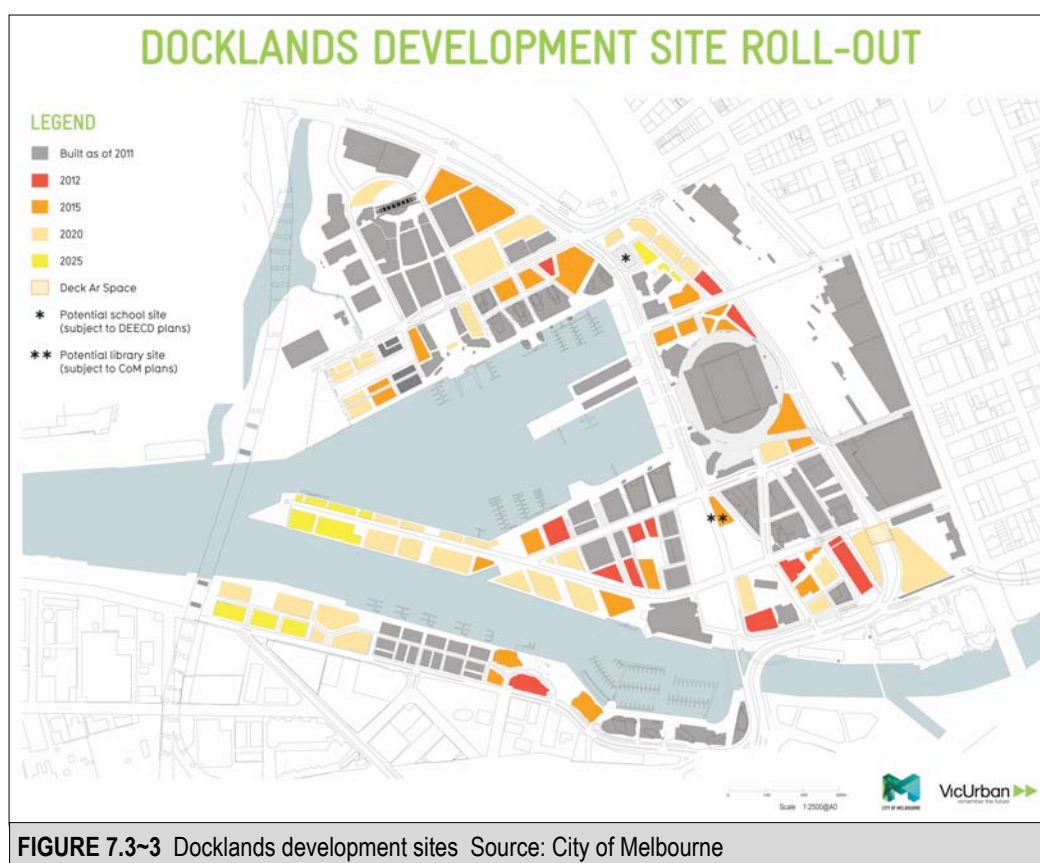 DOCKLANDS DEVELOPMENT SITE ROLL-OUT
LEGEND
Built as of 2011
2012
2015
2020
2025
Deck Ar Space
* Potential school site
(subject to DEECD plans)
** Potential library site
(subject to CoM plans)
*
**
Scale 1:2500@A0
CITY OF MELBOURNE
VicUrban
remember the future
FIGURE 7.3~3 Docklands development sites Source: City of Melbourne